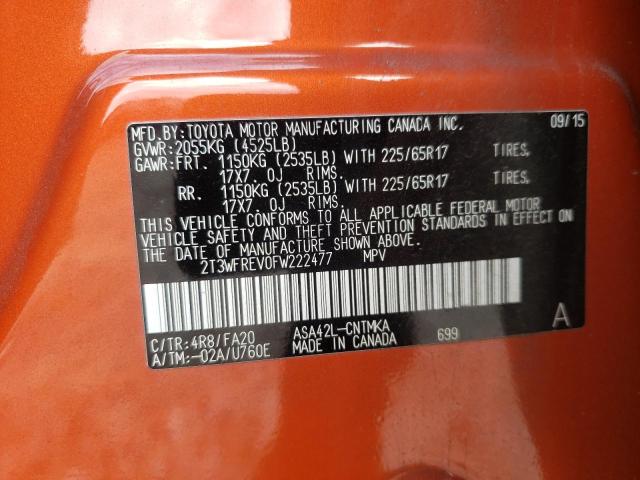 MFD.BY:TOYOTA MOTOR MANUFACTURING CANADA INC. 09/15
GVWR:2055KG (4525LB)
GAWR:FRT. 1150KG (2535LB) WITH 225/65R17 TIRES,
17X7.0J RIMS.
RR. 1150KG (2535LB) WITH 225/65R17 TIRES,
17X7.0J RIMS.
THIS VEHICLE CONFORMS TO ALL APPLICABLE FEDERAL MOTOR
VEHICLE SAFETY AND THEFT PREVENTION STANDARDS IN EFFECT ON
THE DATE OF MANUFACTURE SHOWN ABOVE.
2T3WFREV0FW222477 MPV
C/TR:4R8/FA20 ASA42L-CNTMKA 699 A
A/TM:-02A/U760E MADE IN CANADA